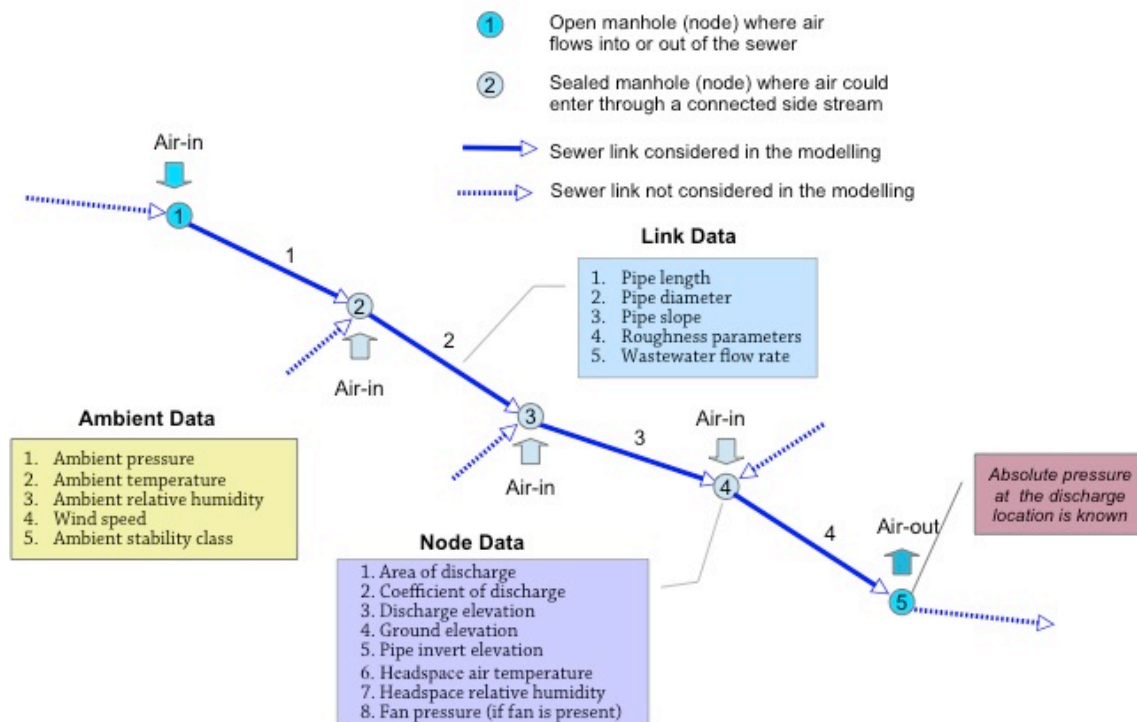 1
Open manhole (node) where air
flows into or out of the sewer
2
Sealed manhole (node) where air could
enter through a connected side stream
Sewer link considered in the modelling
Sewer link not considered in the modelling
Air-in
1
1
2
Air-in
2
Link Data
1. Pipe length
2. Pipe diameter
3. Pipe slope
4. Roughness parameters
5. Wastewater flow rate
3
Air-in
3
Air-in
4
4
Air-out
5
Absolute pressure
at the discharge
location is known
Ambient Data
1. Ambient pressure
2. Ambient temperature
3. Ambient relative humidity
4. Wind speed
5. Ambient stability class
Node Data
1. Area of discharge
2. Coefficient of discharge
3. Discharge elevation
4. Ground elevation
5. Pipe invert elevation
6. Headspace air temperature
7. Headspace relative humidity
8. Fan pressure (if fan is present)